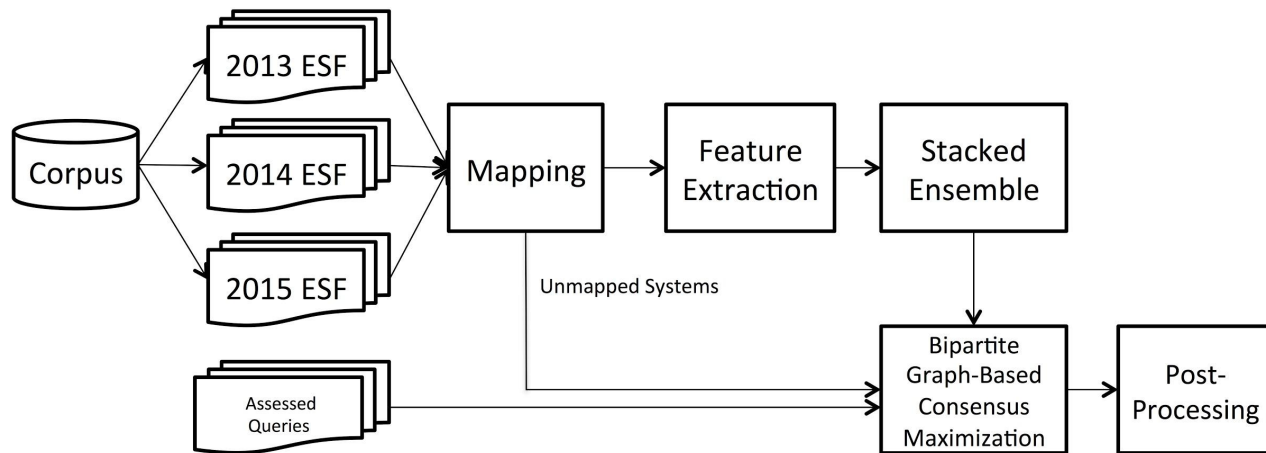 2013 ESF
Corpus
2014 ESF
2015 ESF
Mapping
Feature
Extraction
Stacked
Ensemble
Unmapped Systems
Assessed
Queries
Bipartite
Graph-Based
Consensus
Maximization
Post-
Processing